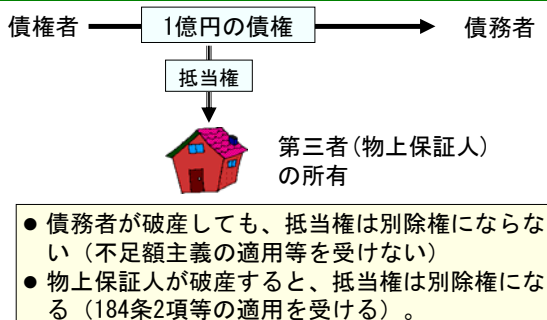 債権者 1億円の債権 債務者
抵当権
第三者(物上保証人)
の所有
● 債務者が破産しても、抵当権は別除権にならな
い（不足額主義の適用等を受けない）
● 物上保証人が破産すると、抵当権は別除権にな
る（184条2項等の適用を受ける）。